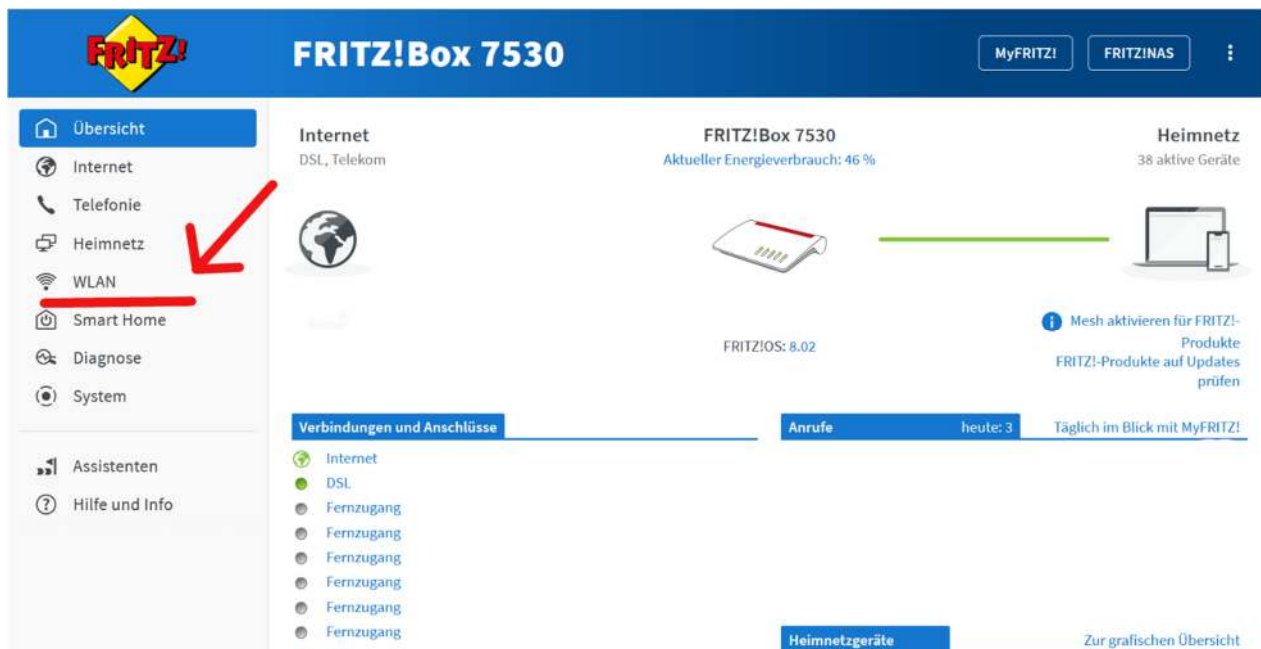 FRITZ!
FRITZ!Box 7530
MyFRITZ!
FRITZ!NAS
Übersicht
Internet
Telefonie
Heimnetz
WLAN
Smart Home
Diagnose
System
Assistenten
Hilfe und Info
Internet
DSL, Telekom
FRITZ!Box 7530
Aktueller Energieverbrauch: 46 %
Heimnetz
38 aktive Geräte
FRITZ!OS: 8.02
Mesh aktivieren für FRITZ!-
Produkte
FRITZ!-Produkte auf Updates
prüfen
Verbindungen und Anschlüsse
Internet
DSL
Fernzugang
Fernzugang
Fernzugang
Fernzugang
Fernzugang
Fernzugang
Anrufe heute: 3
Täglich im Blick mit MyFRITZ!
Heimnetzgeräte
Zur grafischen Übersicht